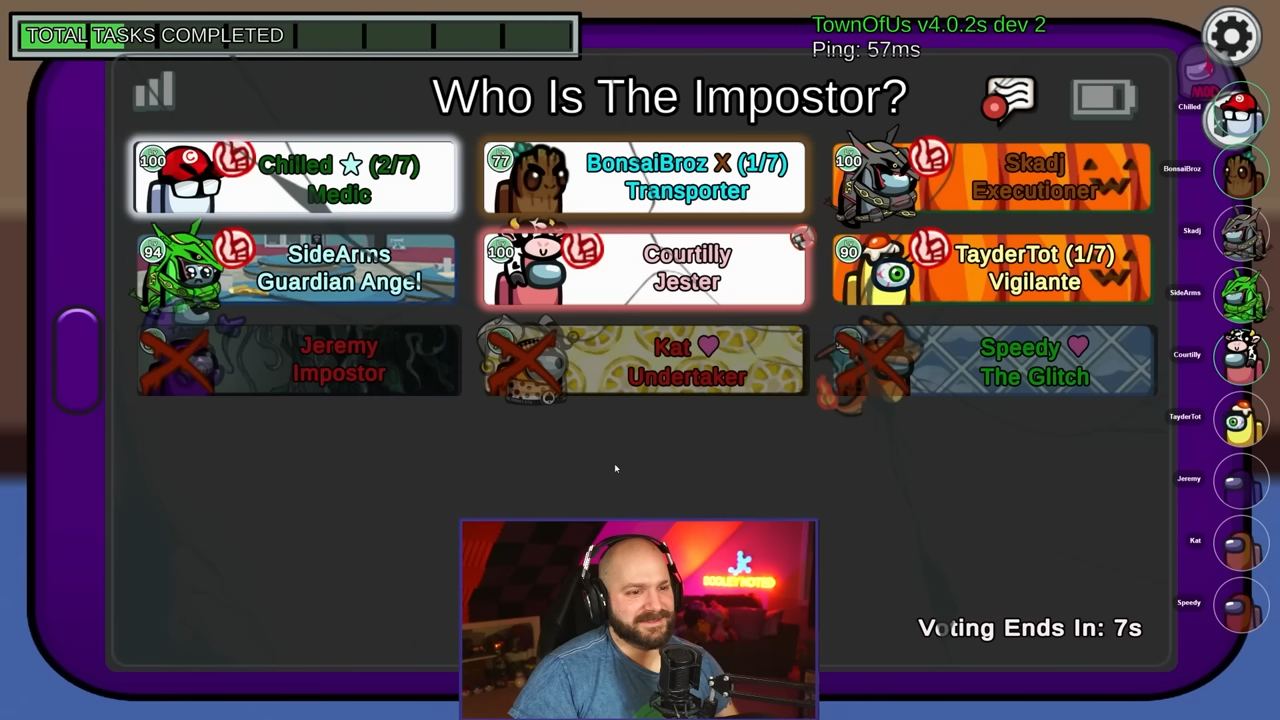 TOTAL TASKS COMPLETED
TownOfUs v4.0.2s dev 2
Ping: 57ms
Who Is The Impostor?
MOD
100
Chilled ☆ (2/7)
Medic
77
BonsaiBroz X (1/7)
Transporter
100
Skadj
Executioner
94
SideArms
Guardian Angel
100
Courtilly
Jester
90
TayderTot (1/7)
Vigilante
Jeremy
Impostor
Kat ♥
Undertaker
Speedy ♥
The Glitch
Chilled
BonsaiBroz
Skadj
SideArms
Courtilly
TayderTot
Jeremy
Kat
Speedy
Voting Ends In: 7s